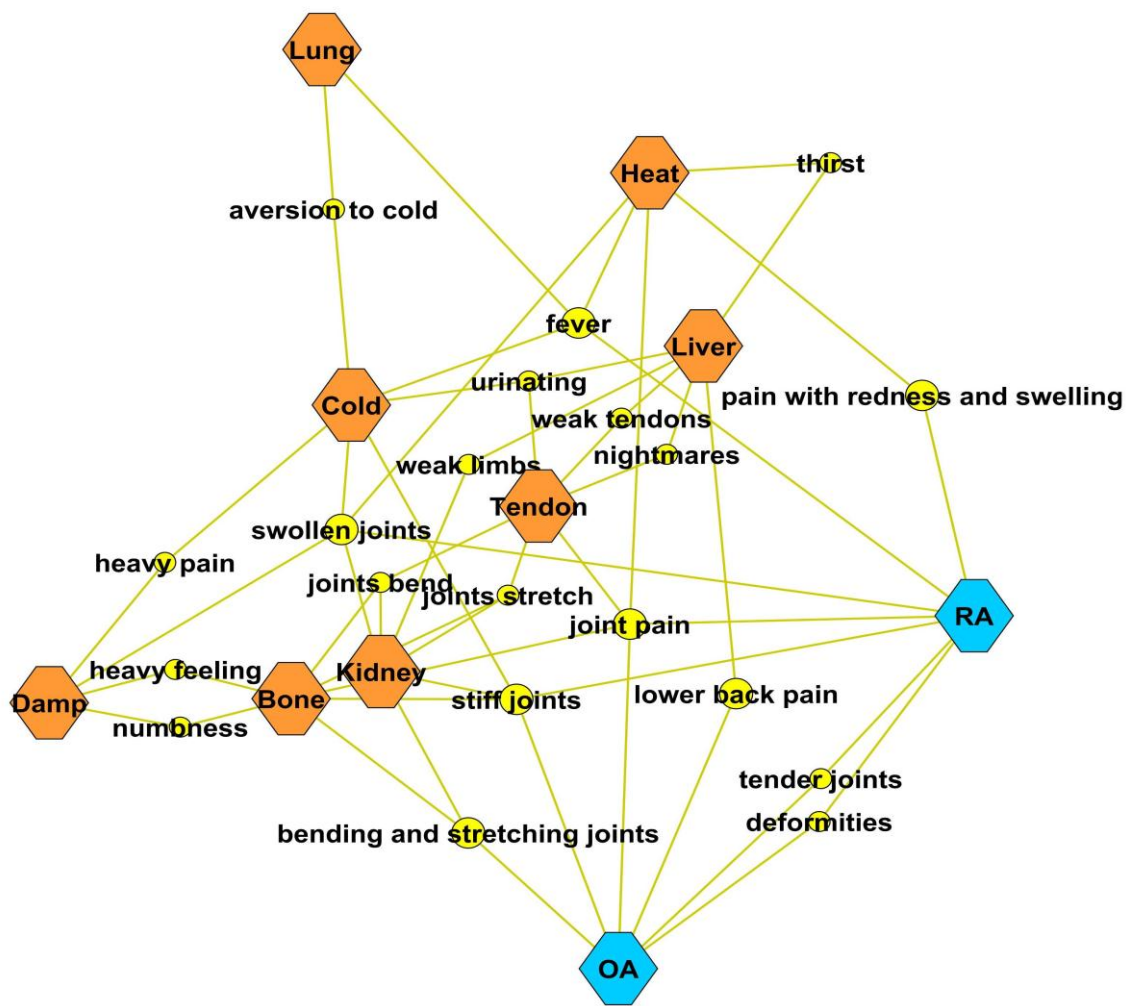 Lung
Heat
thirst
aversion to cold
fever
Liver
urinating
pain with redness and swelling
Cold
weak tendons
nightmares
weak limbs
Tendon
swollen joints
heavy pain
joints bend
joints stretch
RA
joint pain
heavy feeling
Kidney
Damp
Bone
stiff joints
lower back pain
numbness
tender joints
deformities
bending and stretching joints
OA